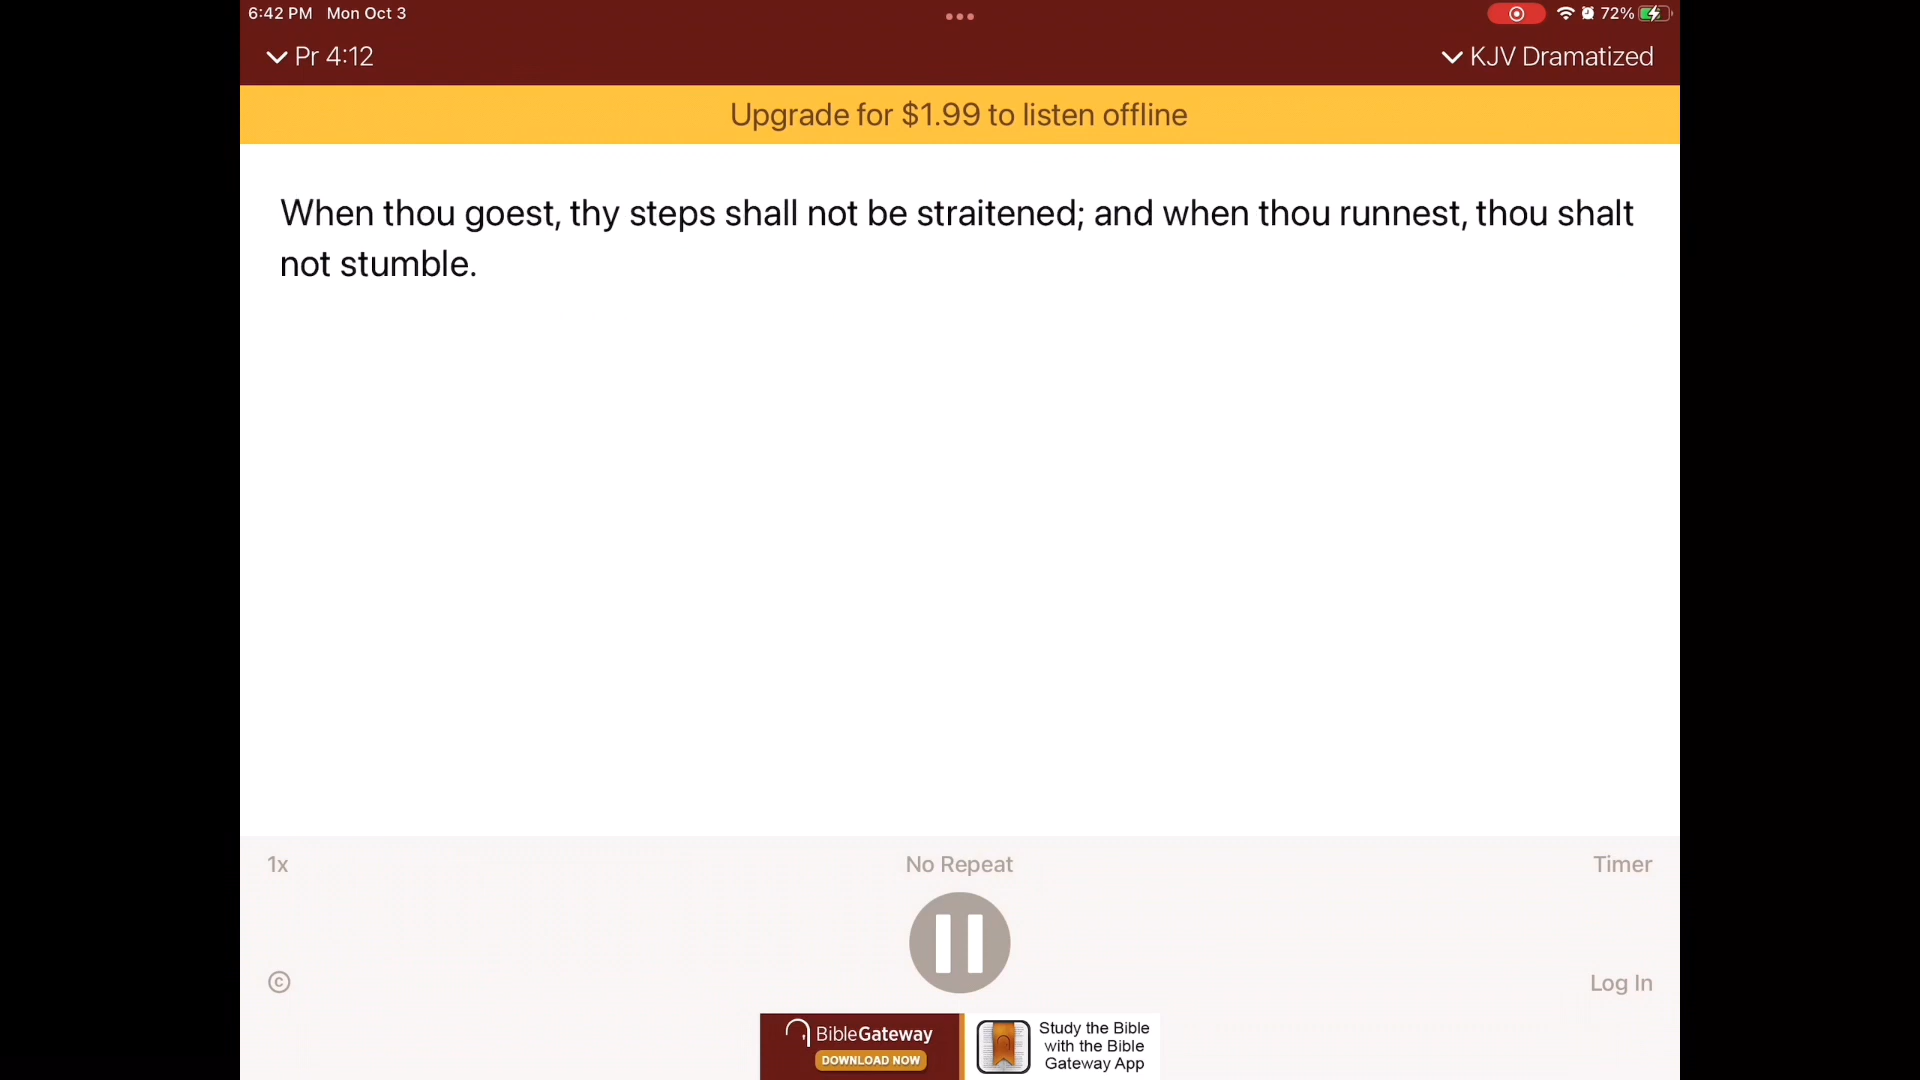 6:42 PM Mon Oct 3
72%
Pr 4:12
KJV Dramatized
Upgrade for $1.99 to listen offline
When thou goest, thy steps shall not be straitened; and when thou runnest, thou shalt
not stumble.
1x
No Repeat
Timer
©
Log In
BibleGateway
DOWNLOAD NOW
Study the Bible
with the Bible
Gateway App